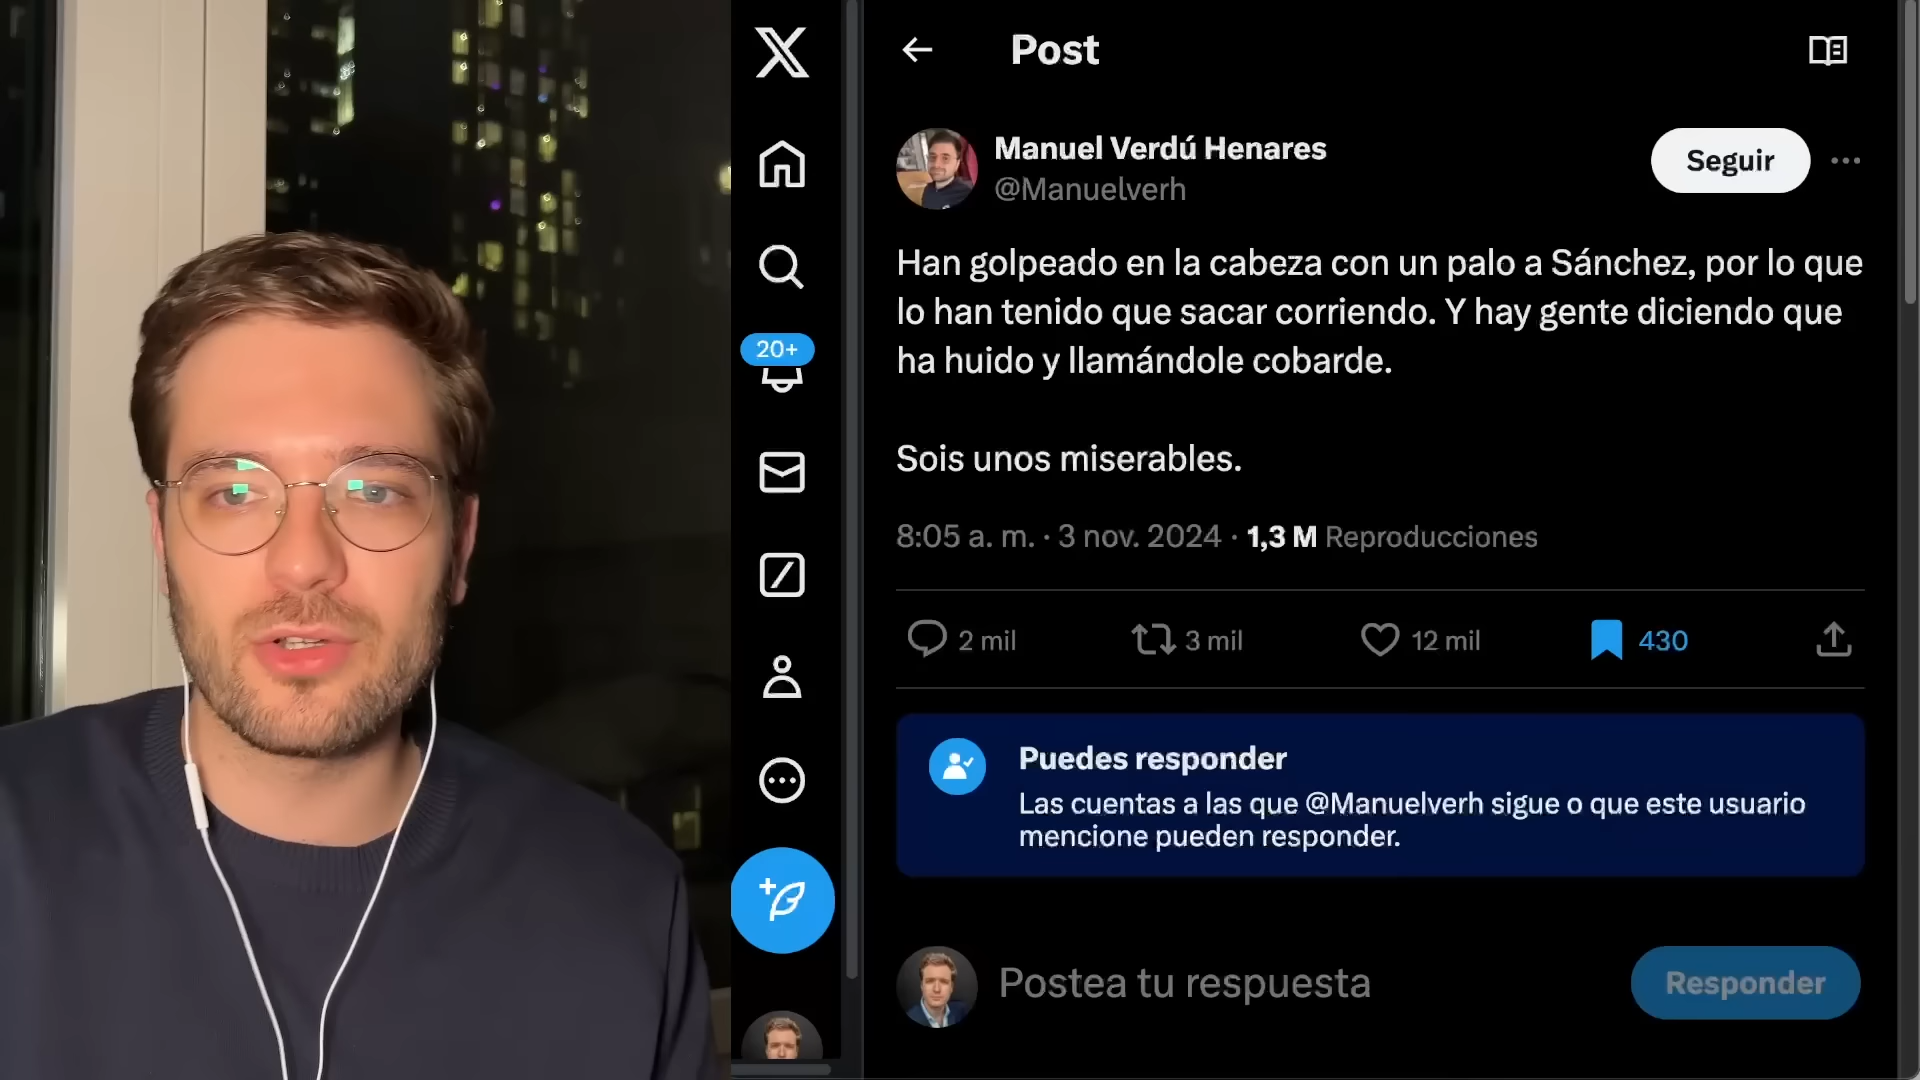 Post
Manuel Verdú Henares
@Manuelverh
Seguir
Han golpeado en la cabeza con un palo a Sánchez, por lo que
lo han tenido que sacar corriendo. Y hay gente diciendo que
ha huido y llamándole cobarde.
Sois unos miserables.
8:05 a. m. · 3 nov. 2024 · 1,3 M Reproducciones
20+
2 mil
3 mil
12 mil
430
Puedes responder
Las cuentas a las que @Manuelverh sigue o que este usuario
mencione pueden responder.
Postea tu respuesta
Responder